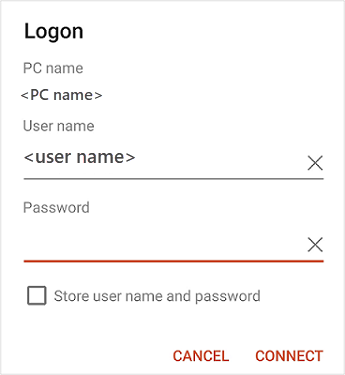 Logon
PC name
<PC name>
User name
<user name>
Password
Store user name and password
CANCEL CONNECT